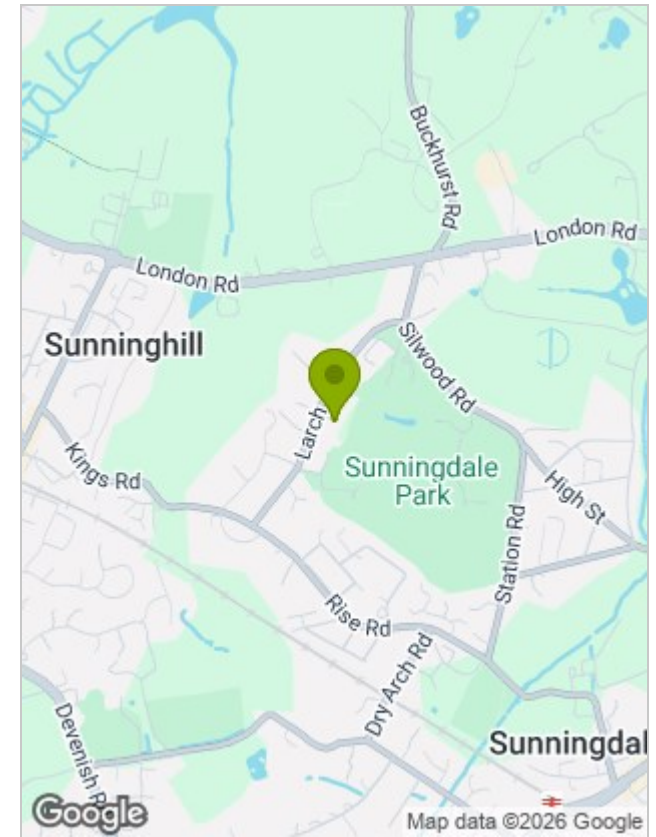 Buckhurst Rd
London Rd
London Rd
Sunninghill
Silwood Rd
Larch
Kings Rd
Sunningdale
Park
High St
Station Rd
Rise Rd
Dry Arch Rd
Devenish R
Sunningdal
Google
Map data ©2026 Google